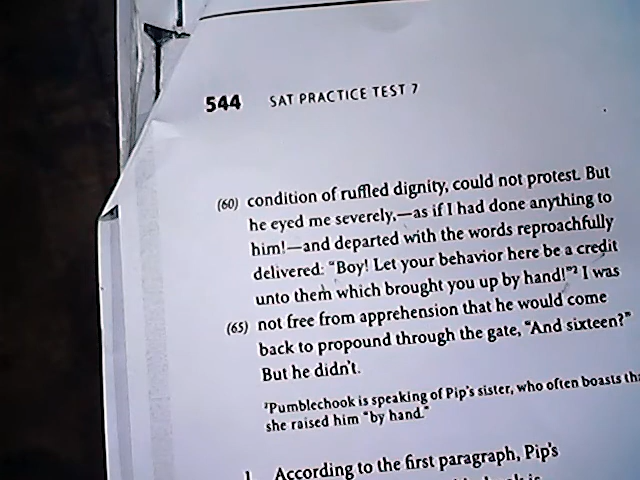 544 SAT PRACTICE TEST 7
(60) condition of ruffled dignity, could not protest. But
he eyed me severely,—as if I had done anything to
him!—and departed with the words reproachfully
delivered: “Boy! Let your behavior here be a credit
unto them which brought you up by hand!”² I was
(65) not free from apprehension that he would come
back to propound through the gate, “And sixteen?”
But he didn’t.
²Pumblechook is speaking of Pip’s sister, who often boasts
she raised him “by hand.”
1. According to the first paragraph, Pip’s